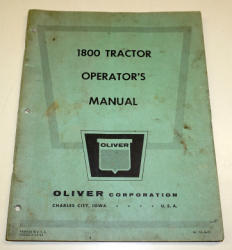 1800 TRACTOR
OPERATOR'S
MANUAL
OLIVER
OLIVER CORPORATION
CHARLES CITY, IOWA . . . . U. S. A.